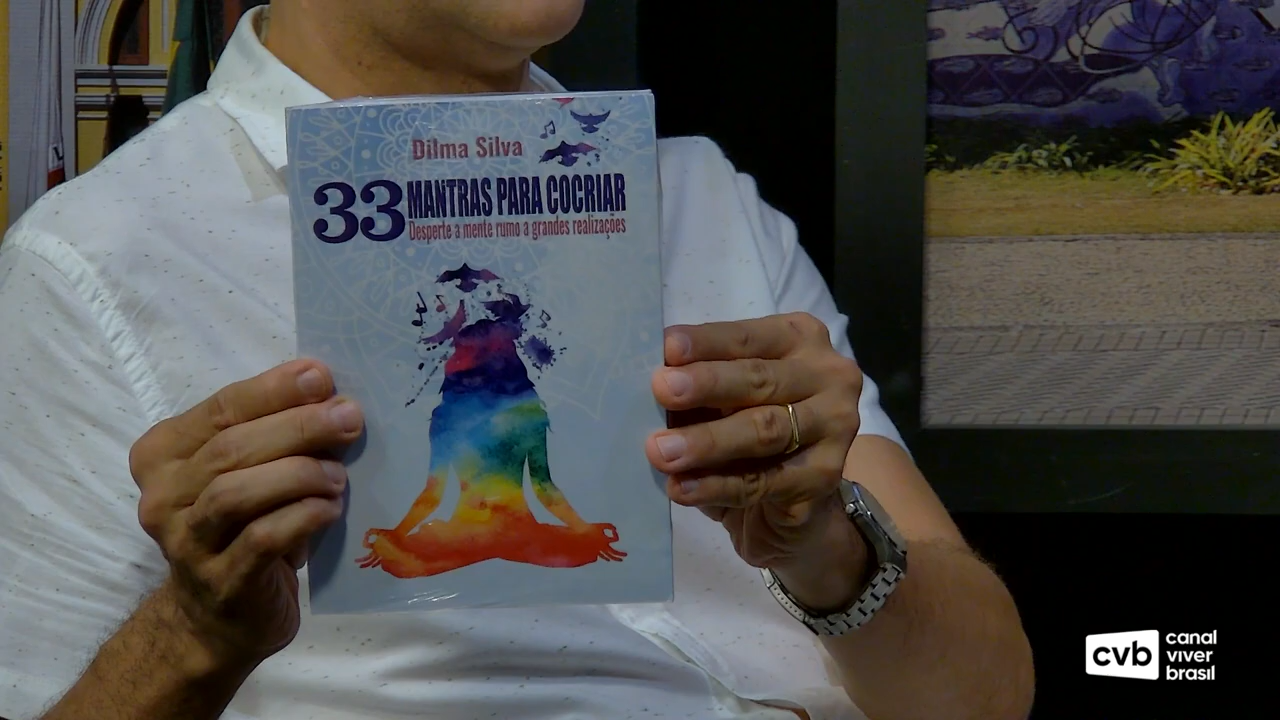 Dilma Silva
33 MANTRAS PARA COCRIAR
Desperte a mente rumo a grandes realizações
cvb canal
viver
brasil